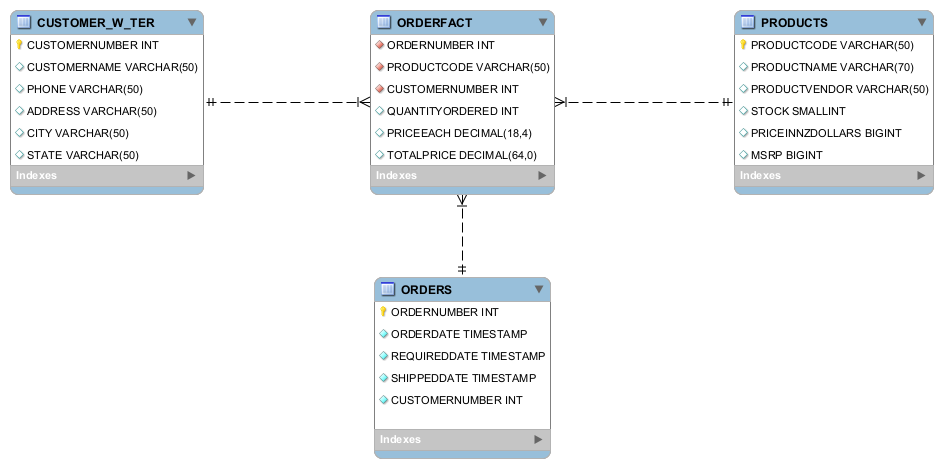 CUSTOMER_W_TER
CUSTOMERNUMBER INT
CUSTOMERNAME VARCHAR(50)
PHONE VARCHAR(50)
ADDRESS VARCHAR(50)
CITY VARCHAR(50)
STATE VARCHAR(50)
Indexes
ORDERFACT
ORDERNUMBER INT
PRODUCTCODE VARCHAR(50)
CUSTOMERNUMBER INT
QUANTITYORDERED INT
PRICEEACH DECIMAL(18,4)
TOTALPRICE DECIMAL(64,0)
Indexes
PRODUCTS
PRODUCTCODE VARCHAR(50)
PRODUCTNAME VARCHAR(70)
PRODUCTVENDOR VARCHAR(50)
STOCK SMALLINT
PRICEINNZDOLLARS BIGINT
MSRP BIGINT
Indexes
ORDERS
ORDERNUMBER INT
ORDERDATE TIMESTAMP
REQUIREDDATE TIMESTAMP
SHIPPEDDATE TIMESTAMP
CUSTOMERNUMBER INT
Indexes